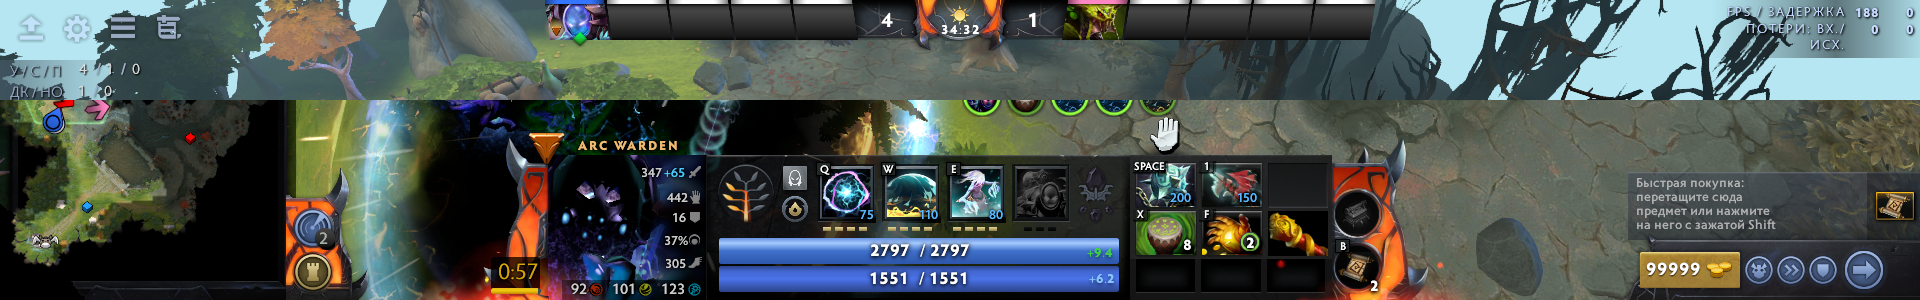 4 34:32 1
FPS / ЗАДЕРЖКА 188 0
ПОТЕРИ: ВХ./ 0 0
ИСХ.
У/С/П 4 / 1 / 0
ДК/НО 1 / 0
ARC WARDEN
347 +65
442
16
37%
305
92 101 123
2
0:57
Q 75
W 110
E 80
2797 / 2797 +9.4
1551 / 1551 +6.2
SPACE 200
1 150
X 8
F 2
B 2
Быстрая покупка:
перетащите сюда
предмет или нажмите
на него с зажатой Shift
99999